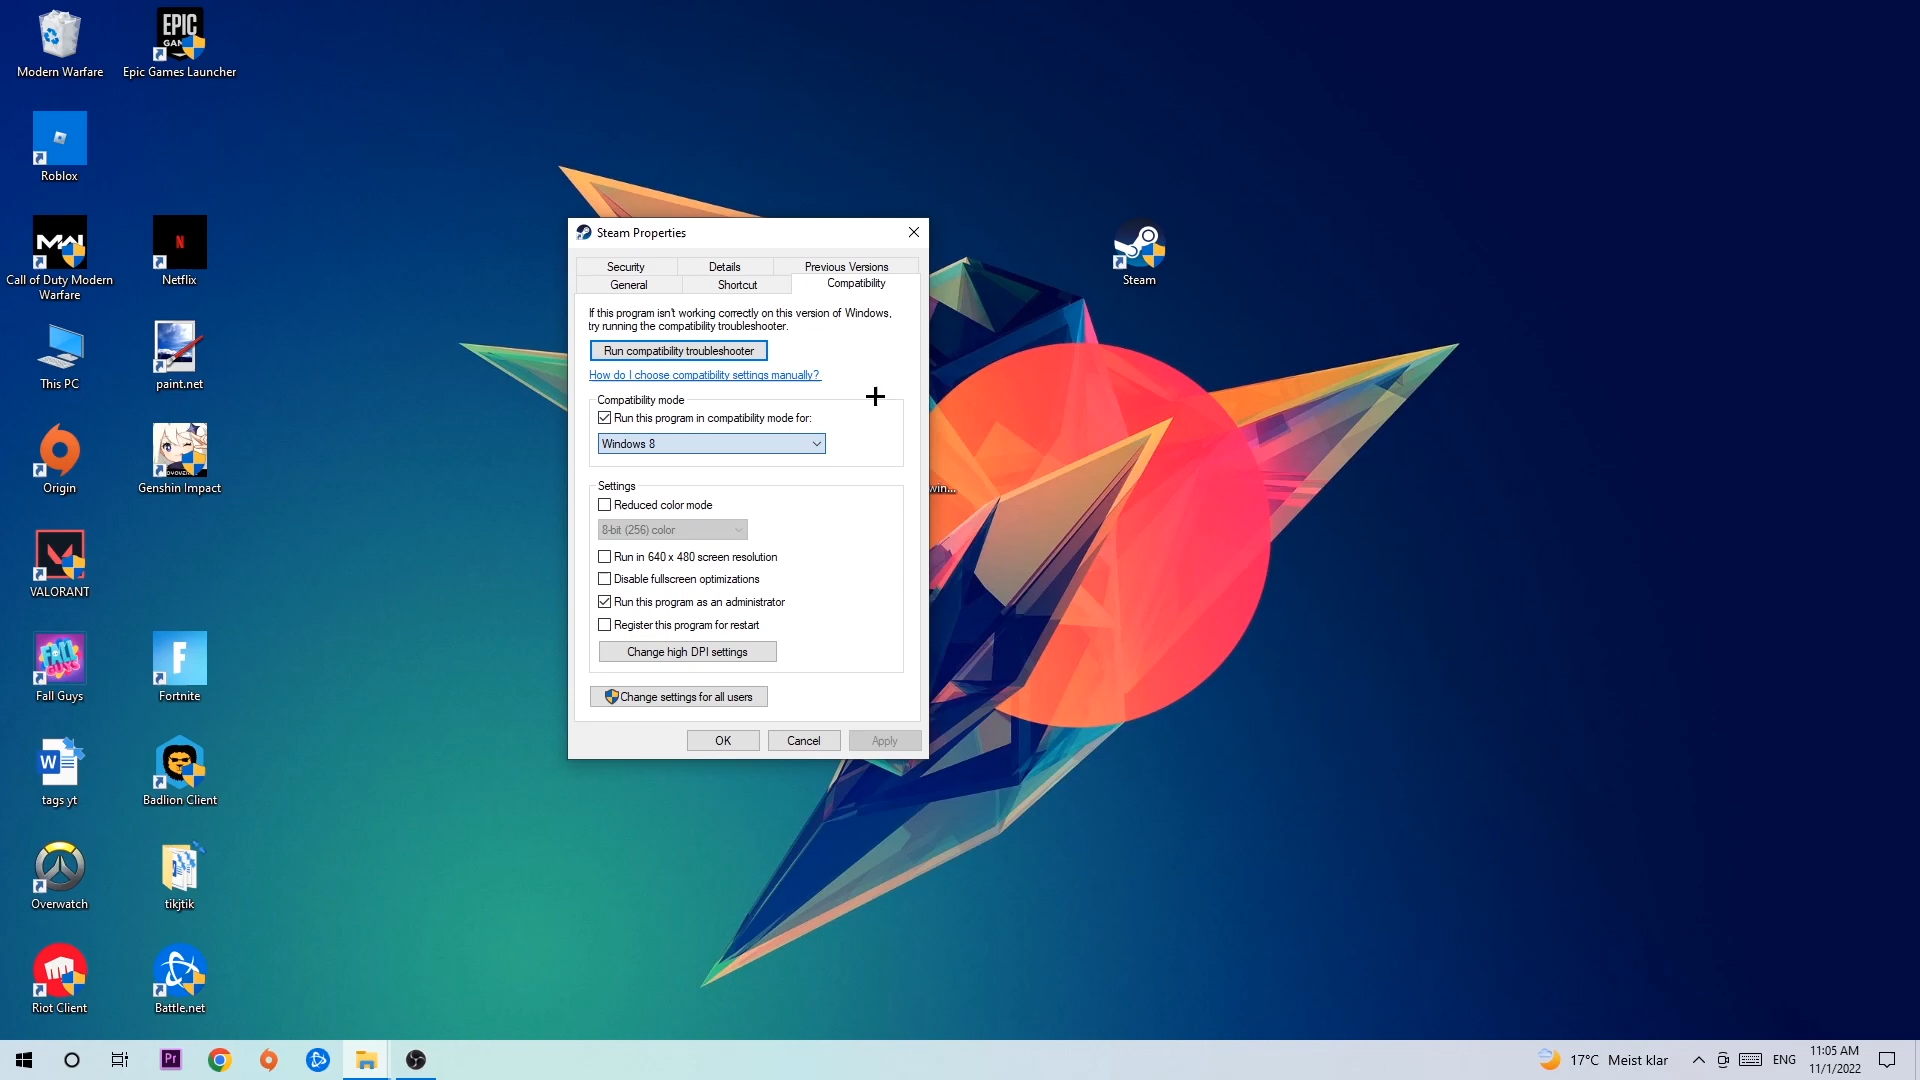 Modern Warfare
EPIC
GAMES
Epic Games Launcher
Roblox
MW
Call of Duty Modern
Warfare
N
Netflix
This PC
paint.net
Origin
Genshin Impact
VALORANT
Fall Guys
F
Fortnite
W
tags yt
Badlion Client
Overwatch
tikjtik
Riot Client
Battle.net
Steam
win...
Steam Properties
Security
Details
Previous Versions
General
Shortcut
Compatibility
If this program isn't working correctly on this version of Windows,
try running the compatibility troubleshooter.
Run compatibility troubleshooter
How do I choose compatibility settings manually?
Compatibility mode
Run this program in compatibility mode for:
Windows 8
Settings
Reduced color mode
8-bit (256) color
Run in 640 x 480 screen resolution
Disable fullscreen optimizations
Run this program as an administrator
Register this program for restart
Change high DPI settings
Change settings for all users
OK
Cancel
Apply
Pr
17°C Meist klar
ENG
11:05 AM
11/1/2022